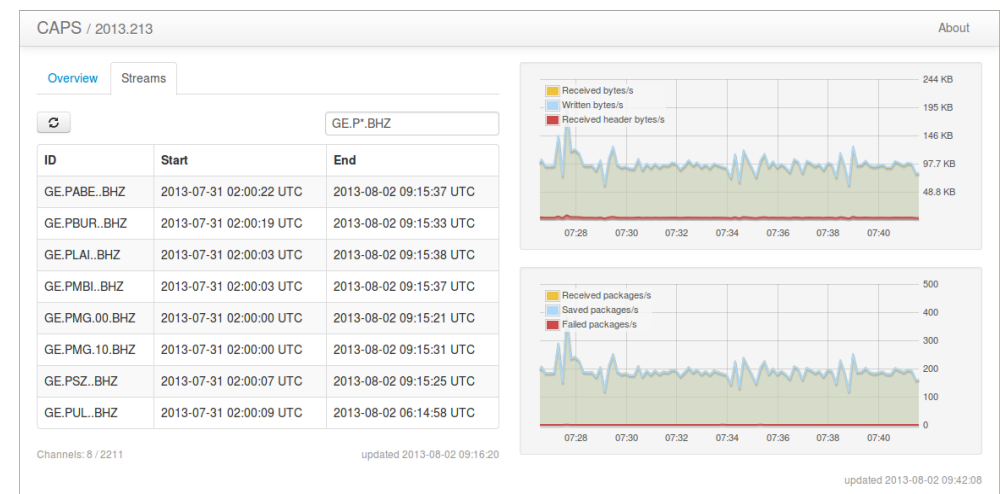 CAPS / 2013.213
About
Overview
Streams
GE.P*.BHZ
ID Start End
GE.PABE..BHZ 2013-07-31 02:00:22 UTC 2013-08-02 09:15:37 UTC
GE.PBUR..BHZ 2013-07-31 02:00:19 UTC 2013-08-02 09:15:33 UTC
GE.PLAI..BHZ 2013-07-31 02:00:03 UTC 2013-08-02 09:15:38 UTC
GE.PMBI..BHZ 2013-07-31 02:00:03 UTC 2013-08-02 09:15:37 UTC
GE.PMG.00.BHZ 2013-07-31 02:00:00 UTC 2013-08-02 09:15:21 UTC
GE.PMG.10.BHZ 2013-07-31 02:00:00 UTC 2013-08-02 09:15:31 UTC
GE.PSZ..BHZ 2013-07-31 02:00:07 UTC 2013-08-02 09:15:25 UTC
GE.PUL..BHZ 2013-07-31 02:00:09 UTC 2013-08-02 06:14:58 UTC
Channels: 8 / 2211
updated 2013-08-02 09:16:20
Received bytes/s
Written bytes/s
Received header bytes/s
244 KB
195 KB
146 KB
97.7 KB
48.8 KB
07:28 07:30 07:32 07:34 07:36 07:38 07:40
Received packages/s
Saved packages/s
Failed packages/s
500
400
300
200
100
0
07:28 07:30 07:32 07:34 07:36 07:38 07:40
updated 2013-08-02 09:42:08